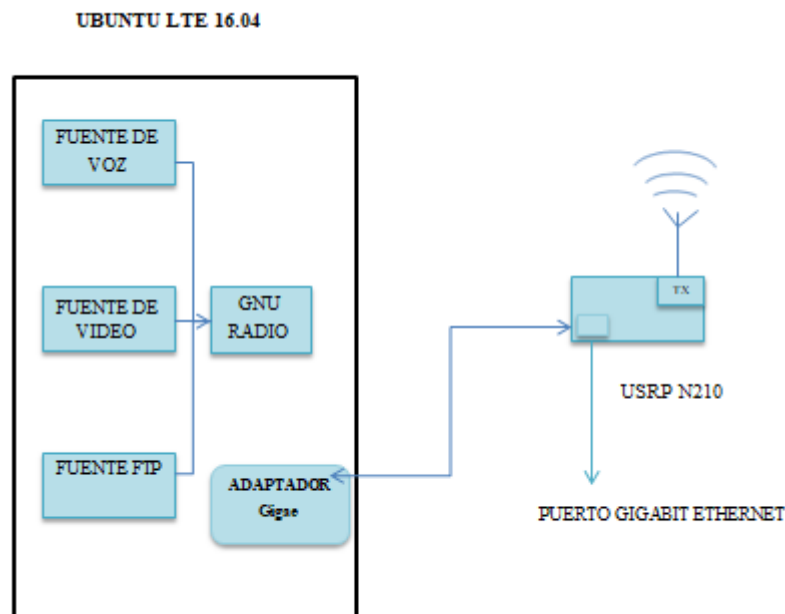 UBUNTU LTE 16.04
FUENTE DE
VOZ
FUENTE DE
VIDEO
GNU
RADIO
FUENTE FTP
ADAPTADOR
Gigae
TX
USRP N210
PUERTO GIGABIT ETHERNET